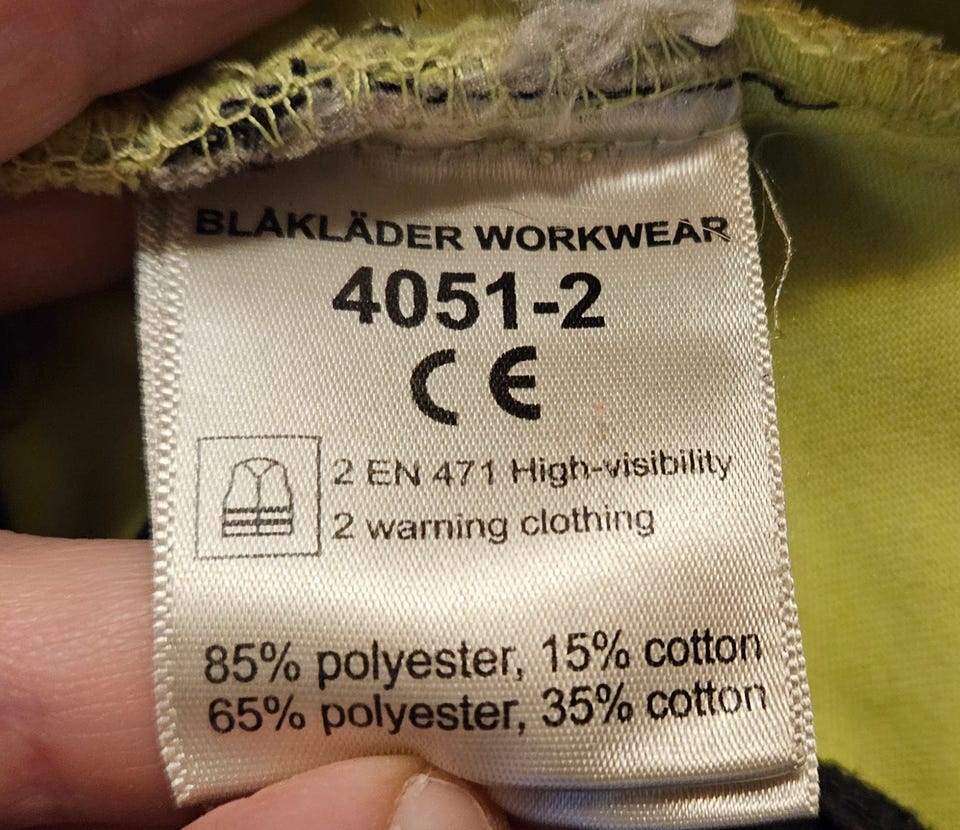 BLÅKLÄDER WORKWEAR
4051-2
CE
2 EN 471 High-visibility
2 warning clothing
85% polyester, 15% cotton
65% polyester, 35% cotton